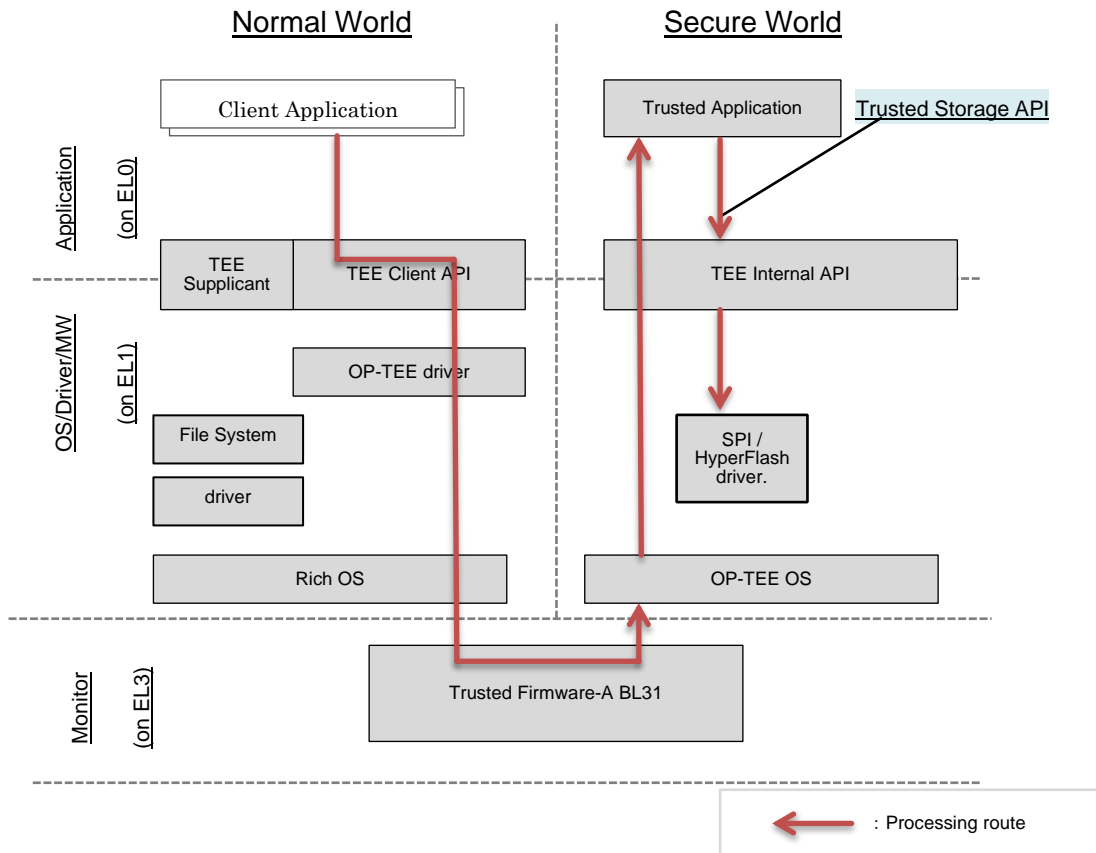 Normal World
Secure World
Client Application
Trusted Application
Trusted Storage API
Application
(on EL0)
TEE
Supplicant
TEE Client API
TEE Internal API
OS/Driver/MW
(on EL1)
OP-TEE driver
File System
SPI /
HyperFlash
driver.
driver
Rich OS
OP-TEE OS
Monitor
(on EL3)
Trusted Firmware-A BL31
: Processing route